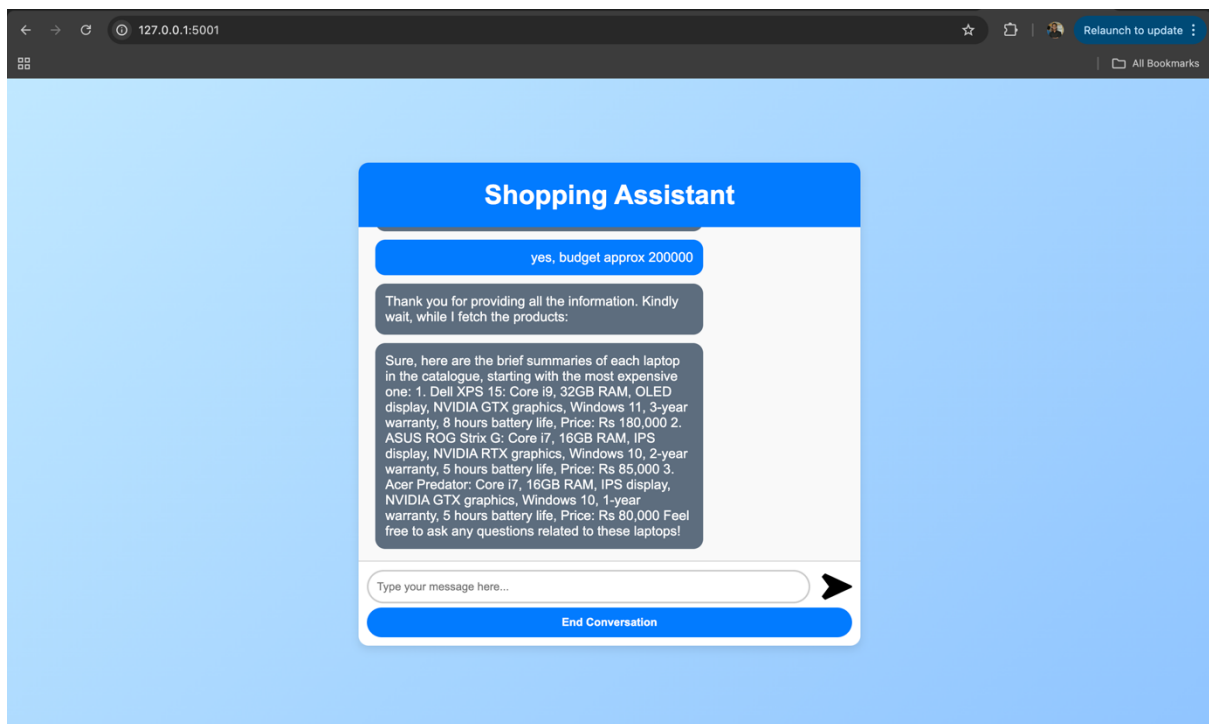 127.0.0.1:5001
Relaunch to update
All Bookmarks
Shopping Assistant
yes, budget approx 200000
Thank you for providing all the information. Kindly
wait, while I fetch the products:
Sure, here are the brief summaries of each laptop
in the catalogue, starting with the most expensive
one: 1. Dell XPS 15: Core i9, 32GB RAM, OLED
display, NVIDIA GTX graphics, Windows 11, 3-year
warranty, 8 hours battery life, Price: Rs 180,000 2.
ASUS ROG Strix G: Core i7, 16GB RAM, IPS
display, NVIDIA RTX graphics, Windows 10, 2-year
warranty, 5 hours battery life, Price: Rs 85,000 3.
Acer Predator: Core i7, 16GB RAM, IPS display,
NVIDIA GTX graphics, Windows 10, 1-year
warranty, 5 hours battery life, Price: Rs 80,000 Feel
free to ask any questions related to these laptops!
Type your message here...
End Conversation